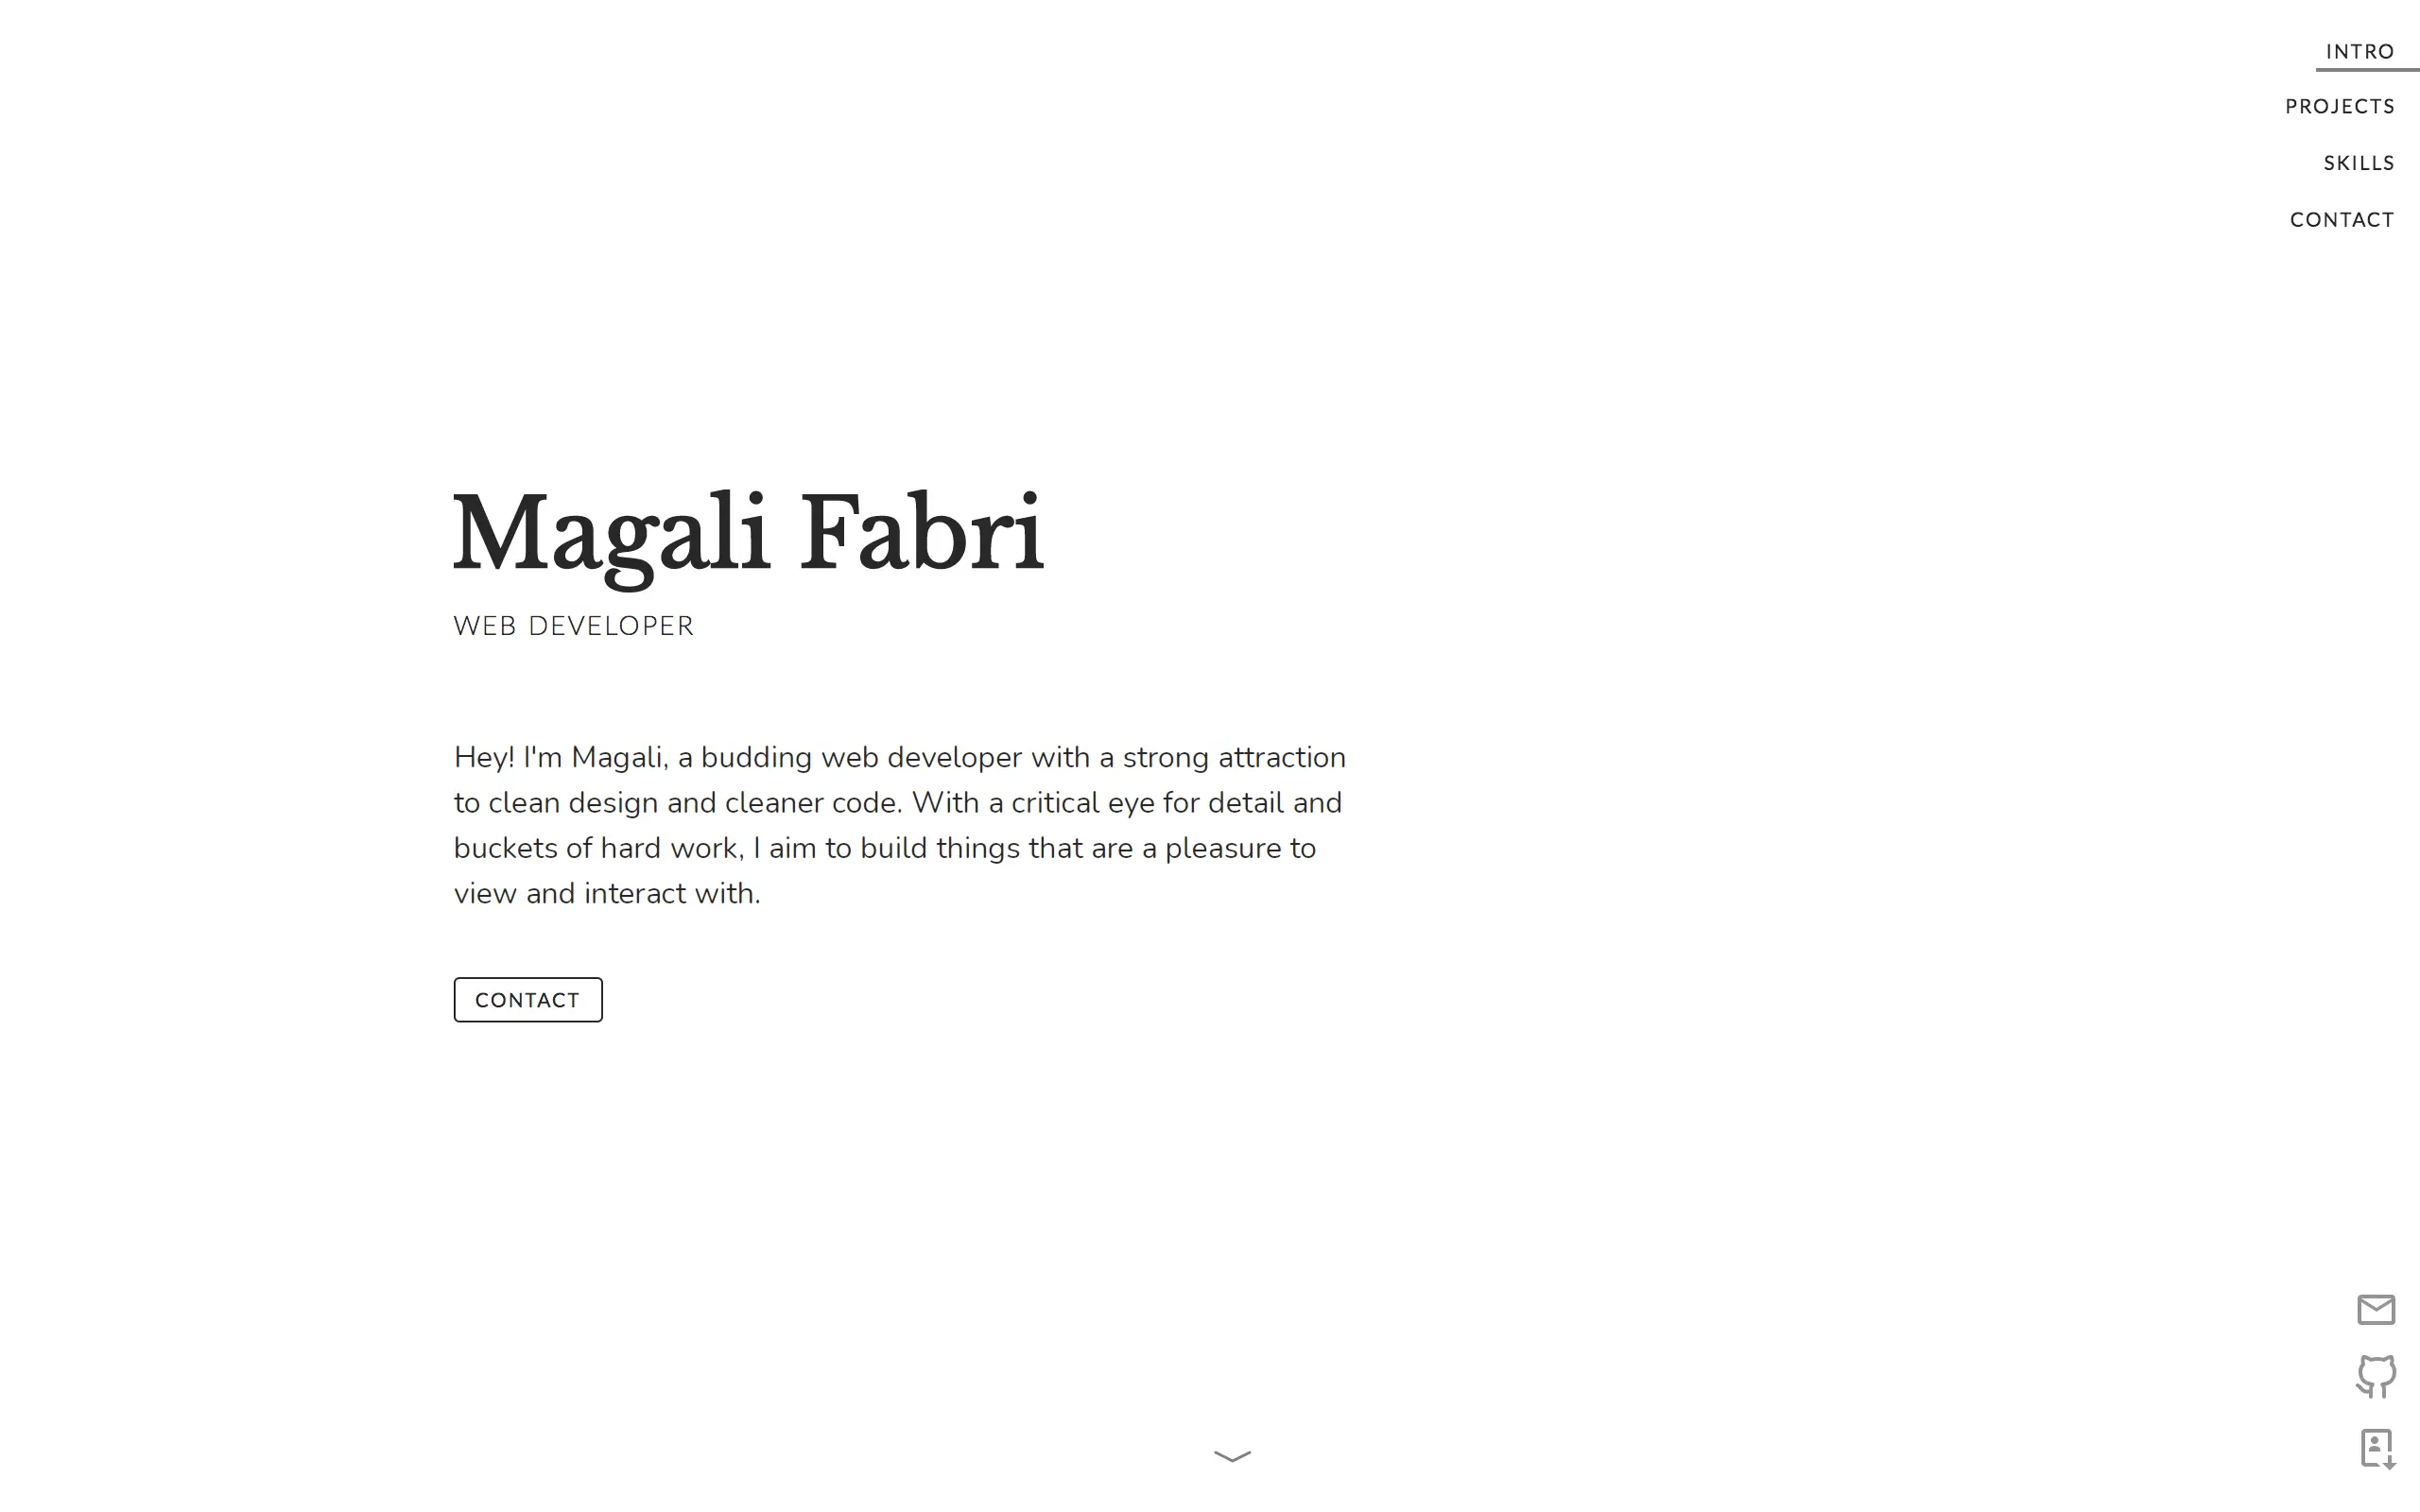 INTRO
PROJECTS
SKILLS
CONTACT
Magali Fabri
WEB DEVELOPER
Hey! I'm Magali, a budding web developer with a strong attraction
to clean design and cleaner code. With a critical eye for detail and
buckets of hard work, I aim to build things that are a pleasure to
view and interact with.
CONTACT